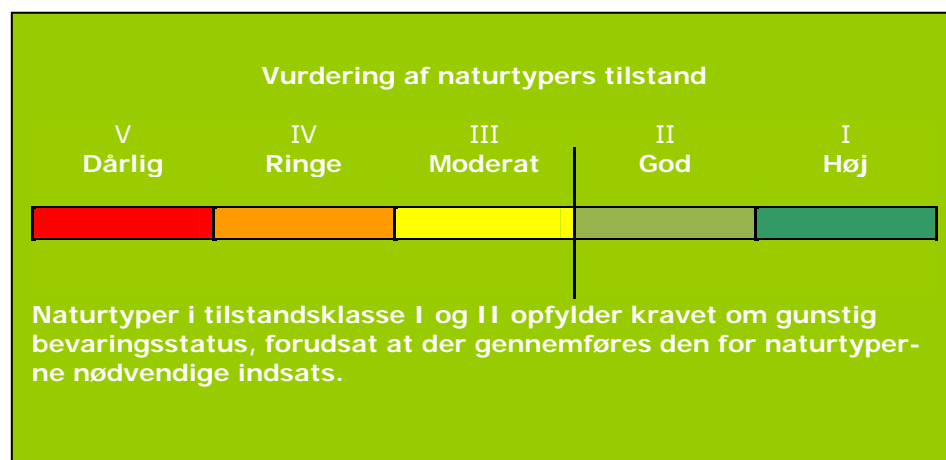 Vurdering af naturtypers tilstand
V IV III II I
Dårlig Ringe Moderat God Høj
Naturtyper i tilstandsklasse I og II opfylder kravet om gunstig
bevaringsstatus, forudsat at der gennemføres den for naturtyper-
ne nødvendige indsats.